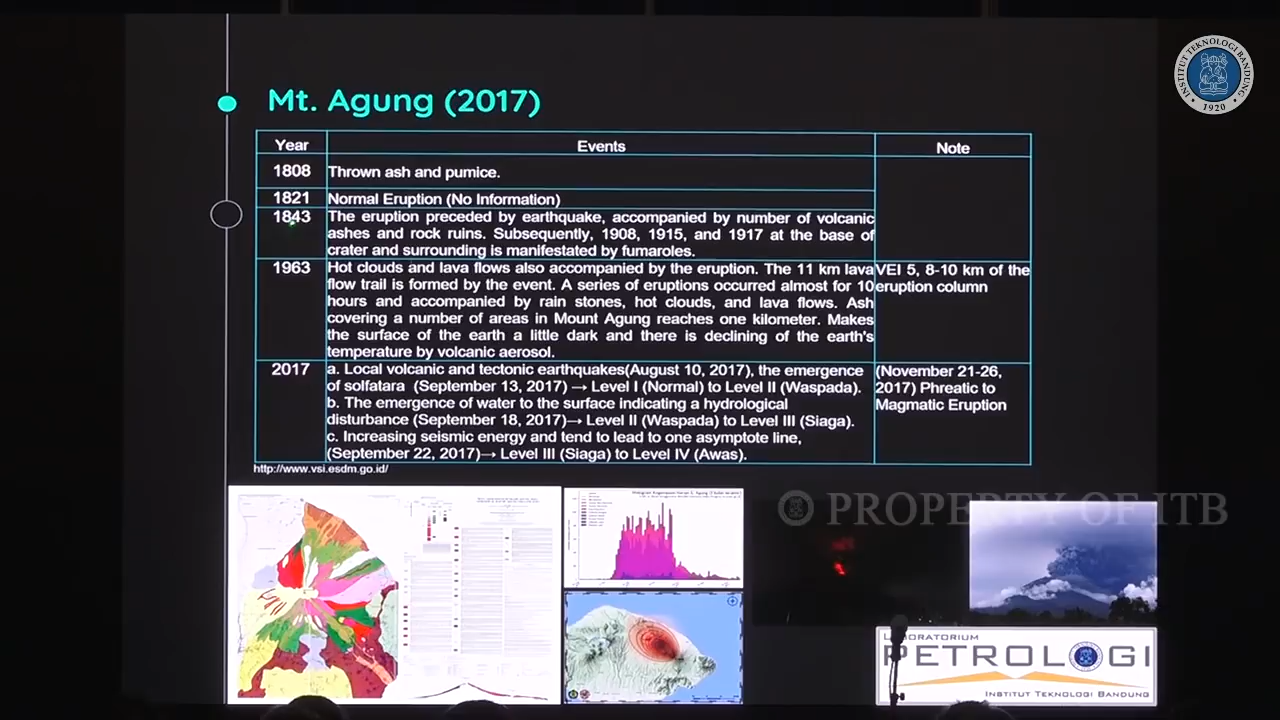 INSTITUT TEKNOLOGI BANDUNG
1920
Mt. Agung (2017)
Year Events Note
1808 Thrown ash and pumice.
1821 Normal Eruption (No Information)
1843 The eruption preceded by earthquake, accompanied by number of volcanic
ashes and rock ruins. Subsequently, 1908, 1915, and 1917 at the base of
crater and surrounding is manifestated by fumaroles.
1963 Hot clouds and lava flows also accompanied by the eruption. The 11 km lava VEI 5, 8-10 km of the
flow trail is formed by the event. A series of eruptions occurred almost for 10 eruption column
hours and accompanied by rain stones, hot clouds, and lava flows. Ash
covering a number of areas in Mount Agung reaches one kilometer. Makes
the surface of the earth a little dark and there is declining of the earth's
temperature by volcanic aerosol.
2017 a. Local volcanic and tectonic earthquakes(August 10, 2017), the emergence (November 21-26,
of solfatara (September 13, 2017) → Level I (Normal) to Level II (Waspada). 2017) Phreatic to
b. The emergence of water to the surface indicating a hydrological Magmatic Eruption
disturbance (September 18, 2017)→ Level II (Waspada) to Level III (Siaga).
c. Increasing seismic energy and tend to lead to one asymptote line,
(September 22, 2017)→ Level III (Siaga) to Level IV (Awas).
http://www.vsi.esdm.go.id/
© PROPERTY OF ITB
LABORATORIUM
PETROLOGI
INSTITUT TEKNOLOGI BANDUNG